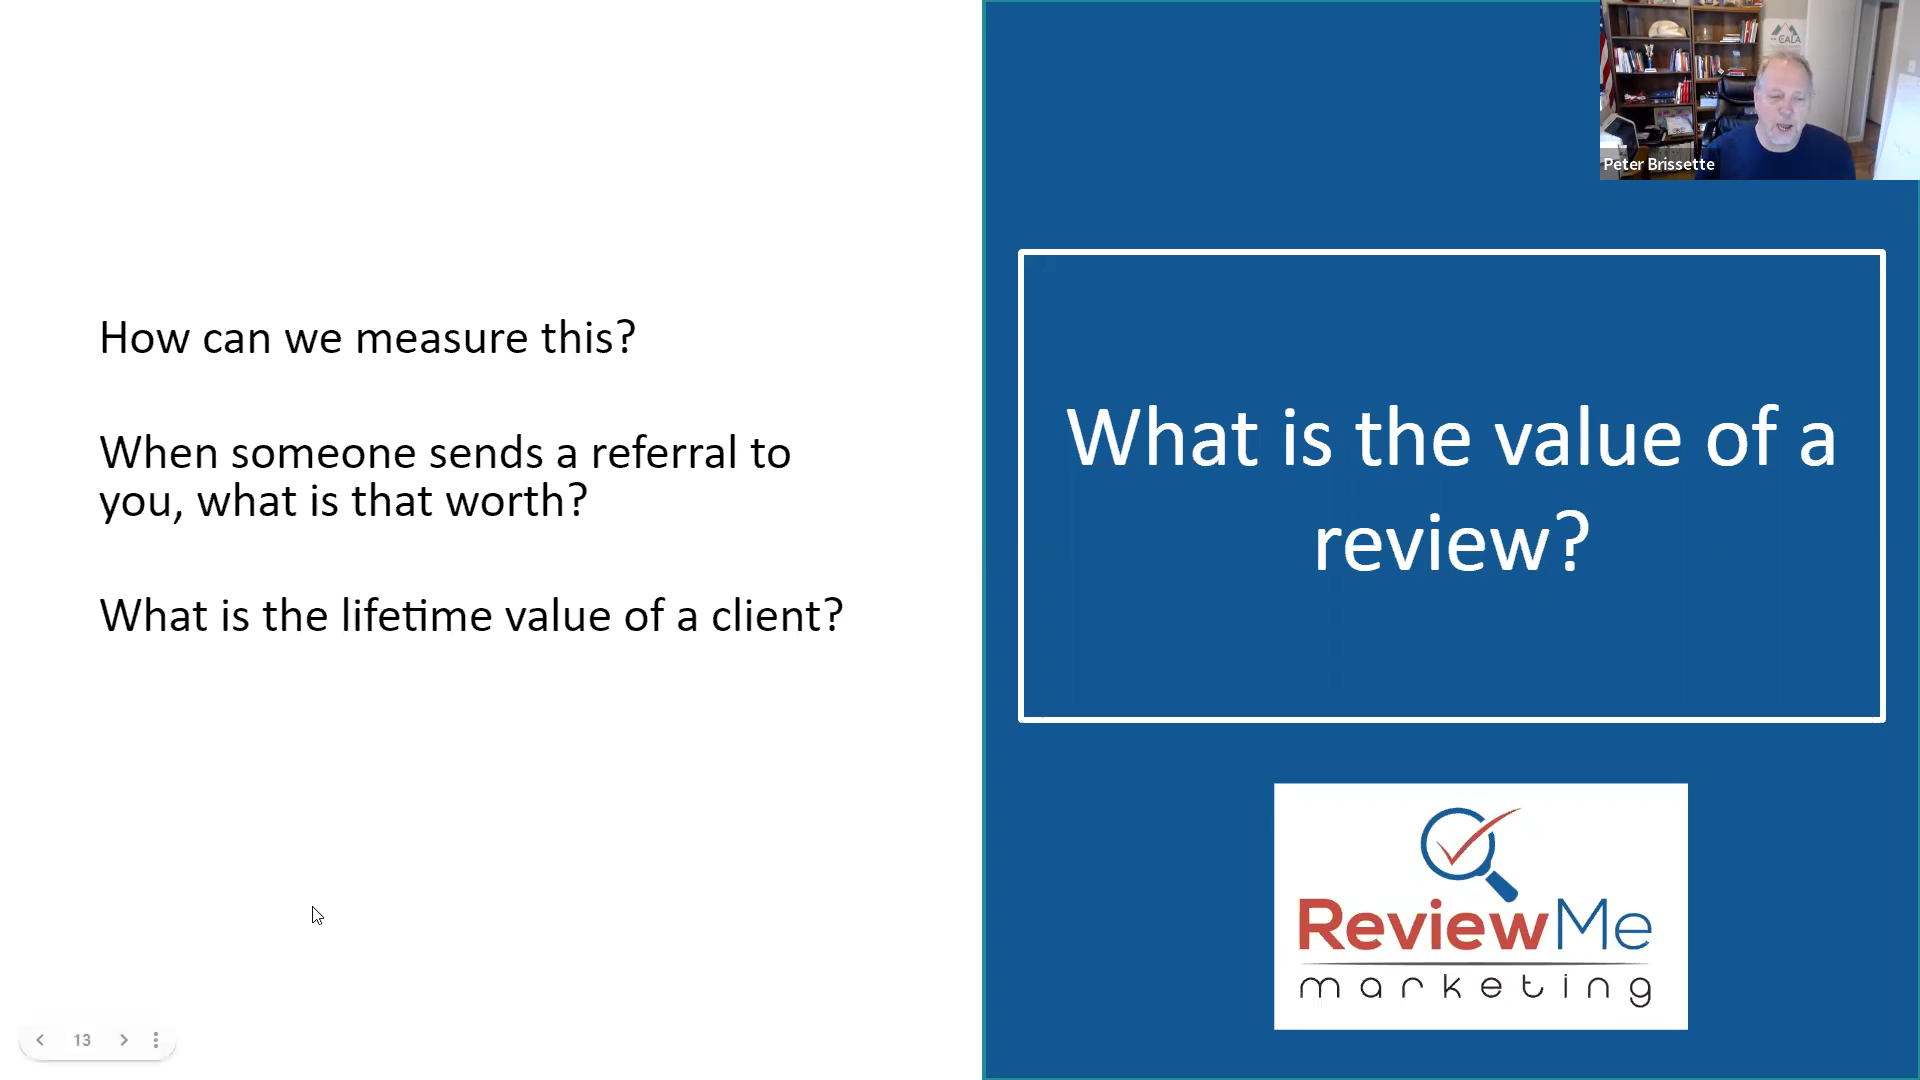 How can we measure this?
When someone sends a referral to
you, what is that worth?
What is the lifetime value of a client?
What is the value of a
review?
CALA
Peter Brissette
ReviewMe
marketing
13